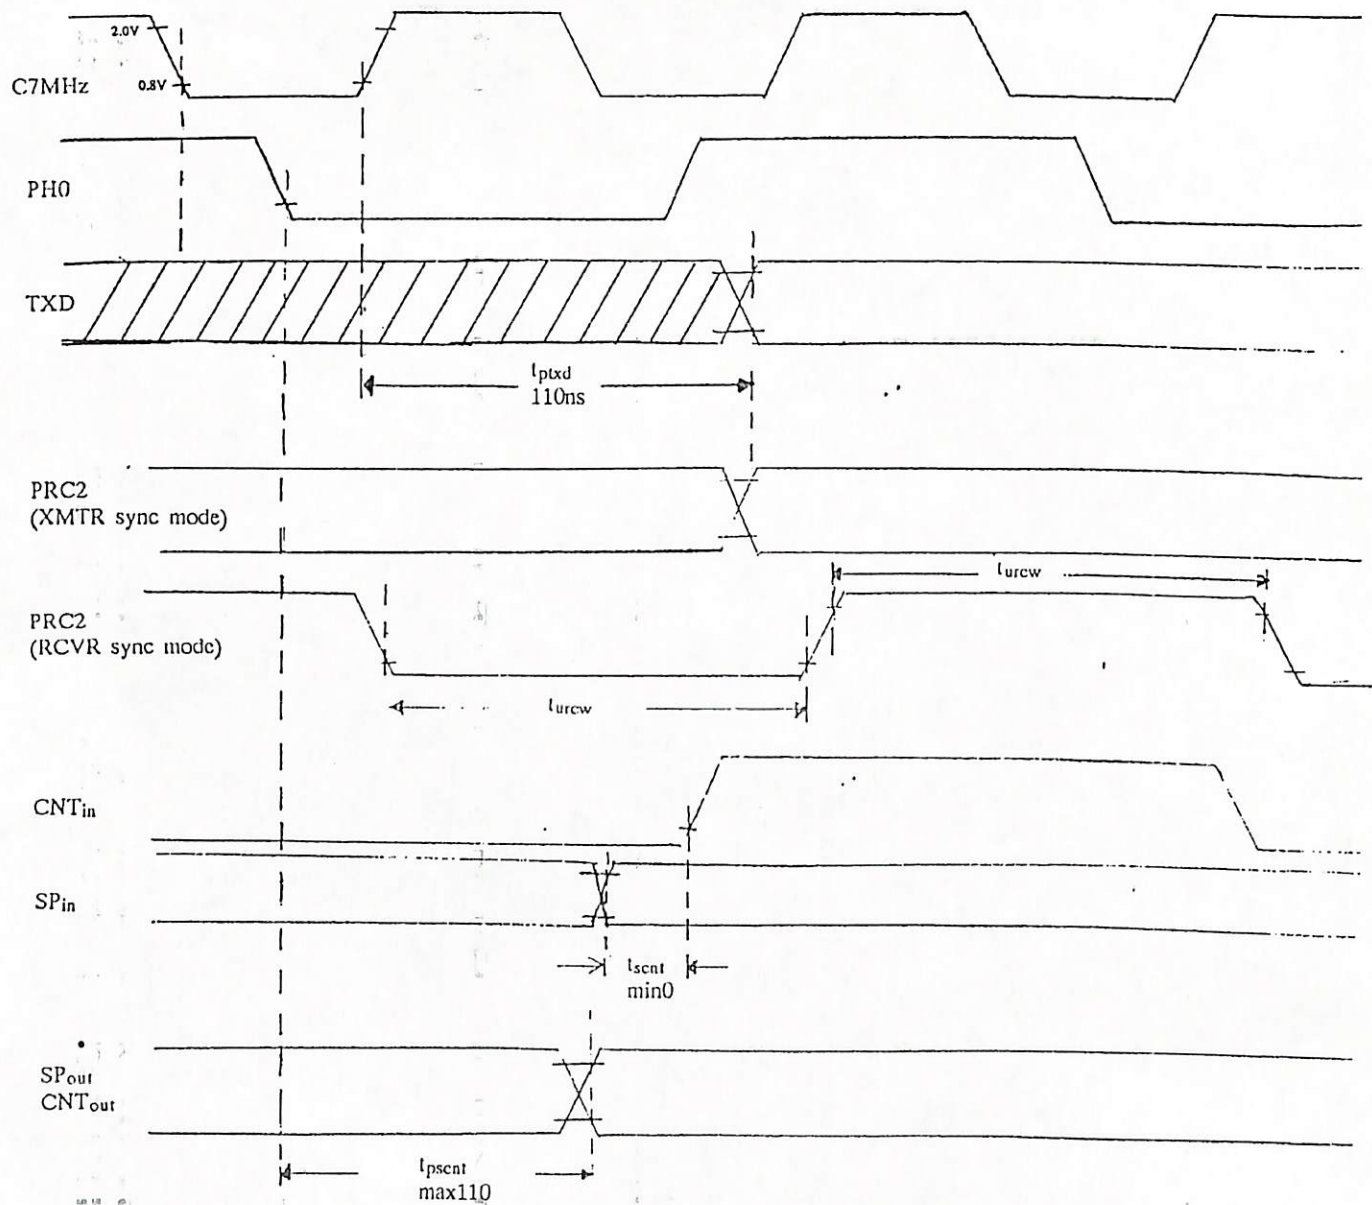 2.0V
C7MHz
0.8V
PH0
TXD
tptxd
110ns
PRC2
(XMTR sync mode)
turcw
PRC2
(RCVR sync mode)
turcw
CNTin
SPin
tscnt
min0
SPout
CNTout
tpscnt
max110